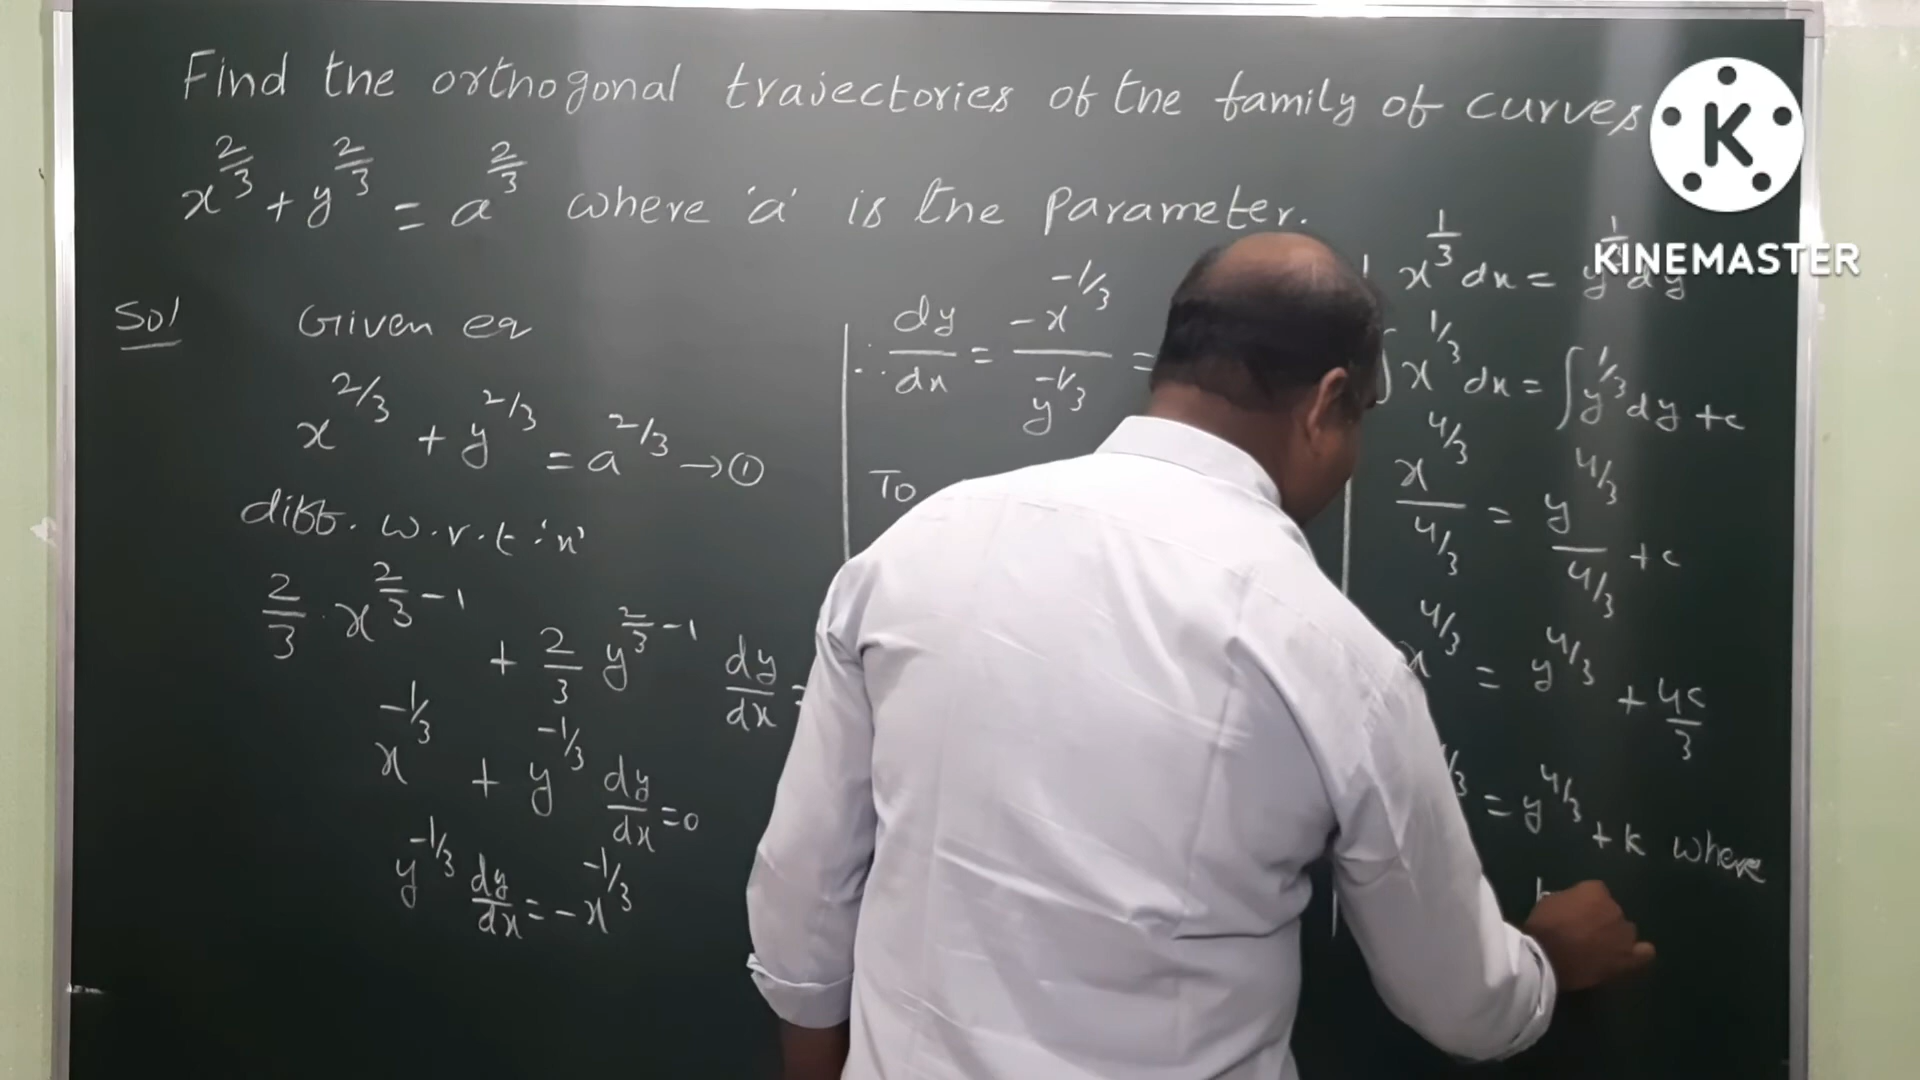 Find the orthogonal trajectories of the family of curves
x^{2/3} + y^{2/3} = a^{2/3} where 'a' is the parameter.
Sol Given eq
x^{2/3} + y^{2/3} = a^{2/3} → ①
diff. w.r.t 'x'
2/3 . x^{2/3 - 1} + 2/3 y^{2/3 - 1} dy/dx =
x^{-1/3} + y^{-1/3} dy/dx = 0
y^{-1/3} dy/dx = -x^{-1/3}
∴ dy/dx = -x^{-1/3} / y^{-1/3} =
To
x^{1/3} dx = y dy
∫ x^{1/3} dx = ∫ y^{1/3} dy + c
x^{4/3} / 4/3 = y^{4/3} / 4/3 + c
x^{4/3} = y^{4/3} + 4c/3
= y^{4/3} + k where
K
KINEMASTER